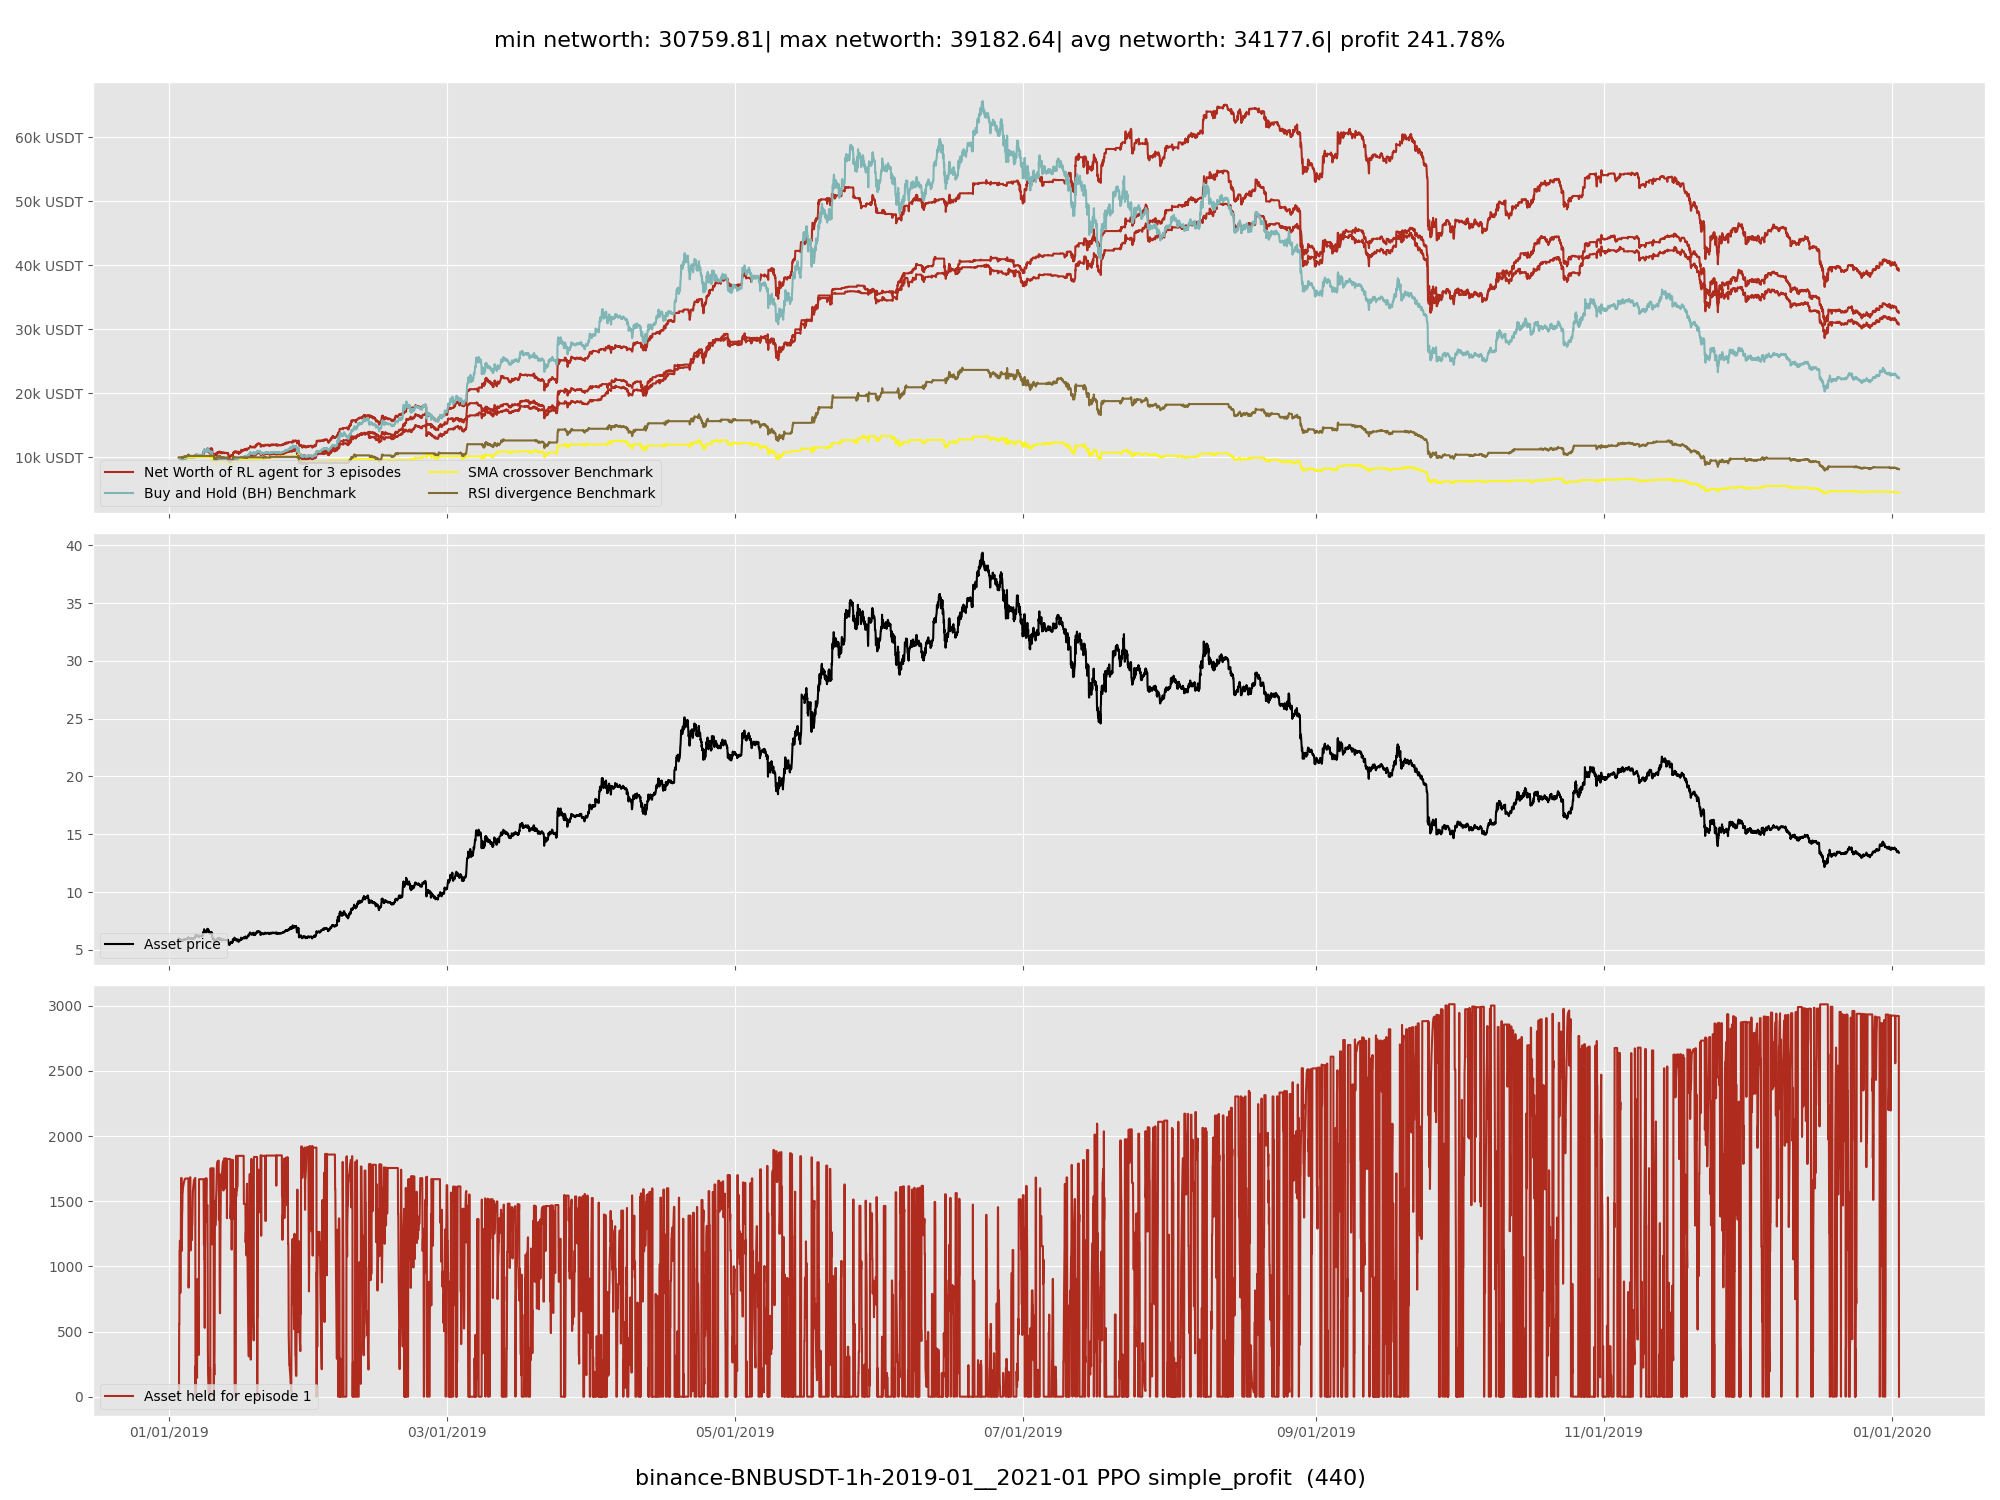 min networth: 30759.81| max networth: 39182.64| avg networth: 34177.6| profit 241.78%
60k USDT
50k USDT
40k USDT
30k USDT
20k USDT
10k USDT
Net Worth of RL agent for 3 episodes
Buy and Hold (BH) Benchmark
SMA crossover Benchmark
RSI divergence Benchmark
40
35
30
25
20
15
10
5
Asset price
3000
2500
2000
1500
1000
500
0
Asset held for episode 1
01/01/2019 03/01/2019 05/01/2019 07/01/2019 09/01/2019 11/01/2019 01/01/2020
binance-BNBUSDT-1h-2019-01__2021-01 PPO simple_profit (440)